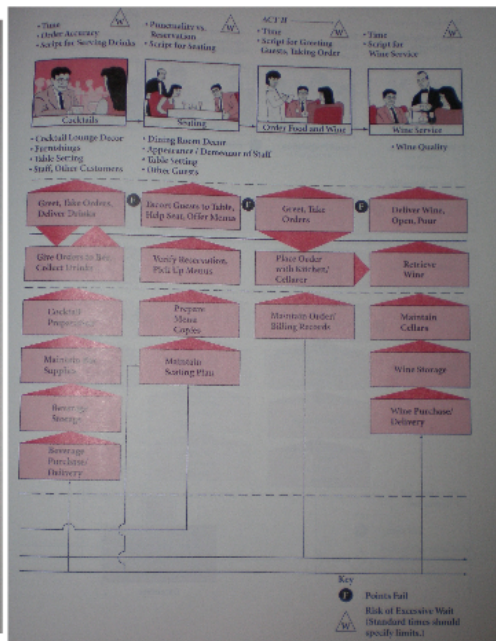 • Time
• Order Accuracy
• Script for Serving Drinks
W
• Punctuality vs.
Reservation
• Script for Seating
W
ACT II
• Time
• Script for Greeting
Guests, Taking Order
W
• Time
• Script for
Wine Service
W
Cocktails
Seating
Order Food and Wine
Wine Service
• Cocktail Lounge Decor
• Furnishings
• Table Setting
• Staff, Other Customers
• Dining Room Decor
• Appearance/Demeanor of Staff
• Table Setting
• Other Guests
• Wine Quality
Greet, Take Orders,
Deliver Drinks
F
Escort Guests to Table,
Help Seat, Offer Menu
F
Greet, Take
Orders
F
Deliver Wine,
Open, Pour
Give Orders to
Collect Drinks
Verify Reservation,
Pick Up Menus
Place Order
with Kitchen/
Cellarer
Retrieve
Wine
Cocktail
Prepare
Menu
Copies
Maintain Order/
Billing Records
Maintain
Cellars
Maintain
Supplies
Maintain
Seating Plan
Wine Storage
Beverage
Storage
Wine Purchase/
Delivery
Beverage
Purchase/
Delivery
Key
F Points Fail
W Risk of Excessive Wait
(Standard times should
specify limits.)